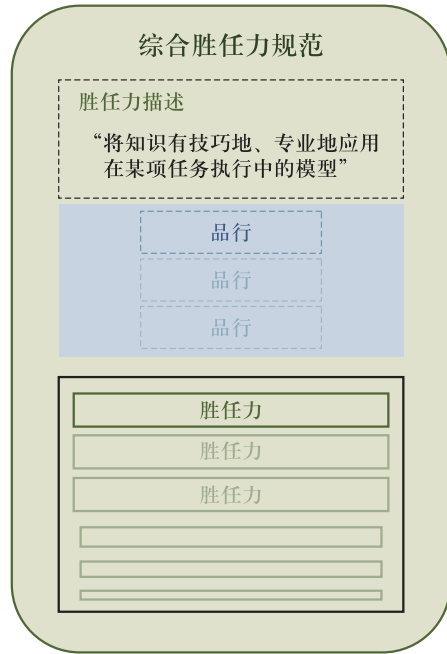 综合胜任力规范
胜任力描述
“将知识有技巧地、专业地应用
在某项任务执行中的模型”
品行
品行
品行
胜任力
胜任力
胜任力